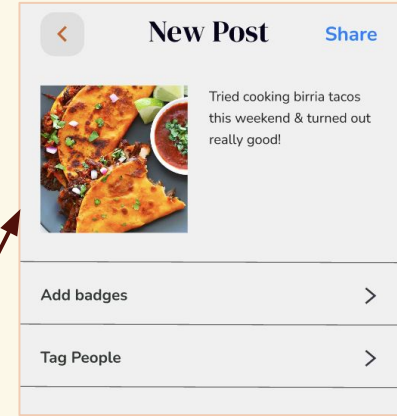 New Post
Share
Tried cooking birria tacos
this weekend & turned out
really good!
Add badges
Tag People